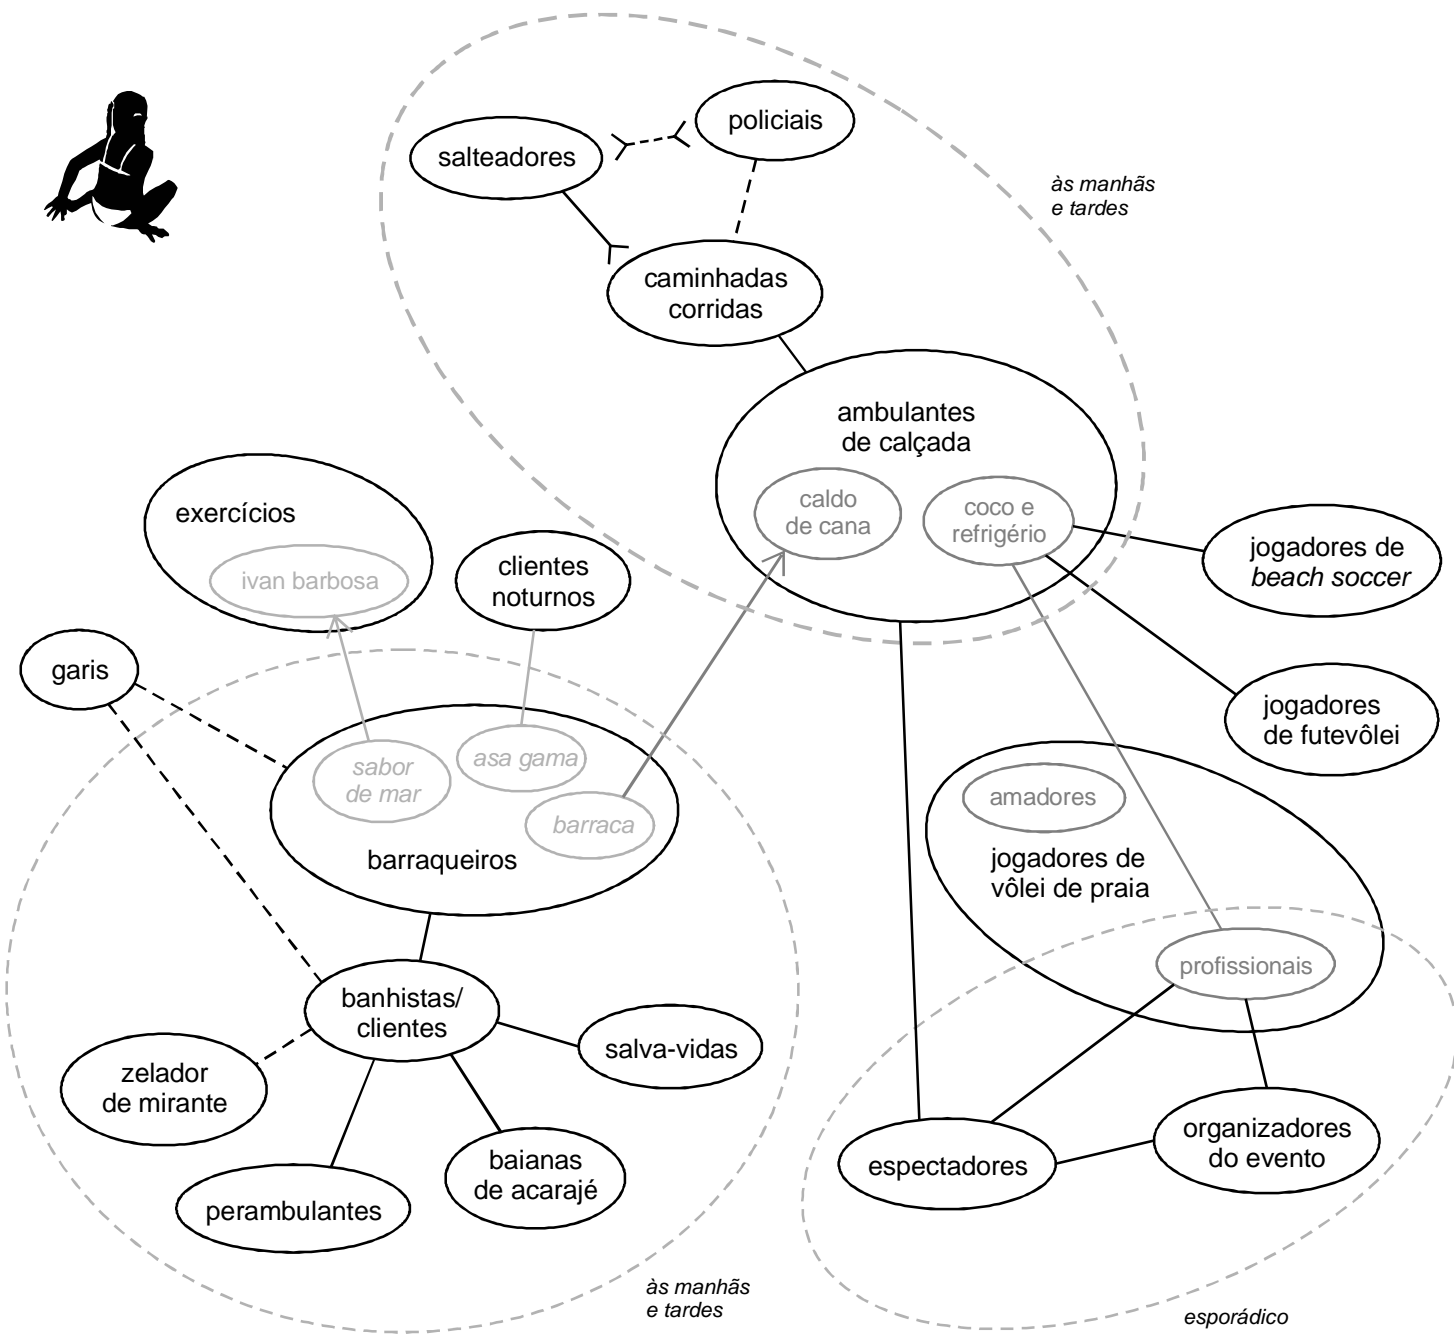 policiais
salteadores
às manhãs
e tardes
caminhadas
corridas
ambulantes
de calçada
caldo
de cana
coco e
refrigério
exercícios
ivan barbosa
clientes
noturnos
jogadores de
beach soccer
garis
jogadores
de futevôlei
sabor
de mar
asa gama
barraca
barraqueiros
amadores
jogadores de
vôlei de praia
profissionais
banhistas/
clientes
salva-vidas
zelador
de mirante
baianas
de acarajé
perambulantes
espectadores
organizadores
do evento
às manhãs
e tardes
esporádico